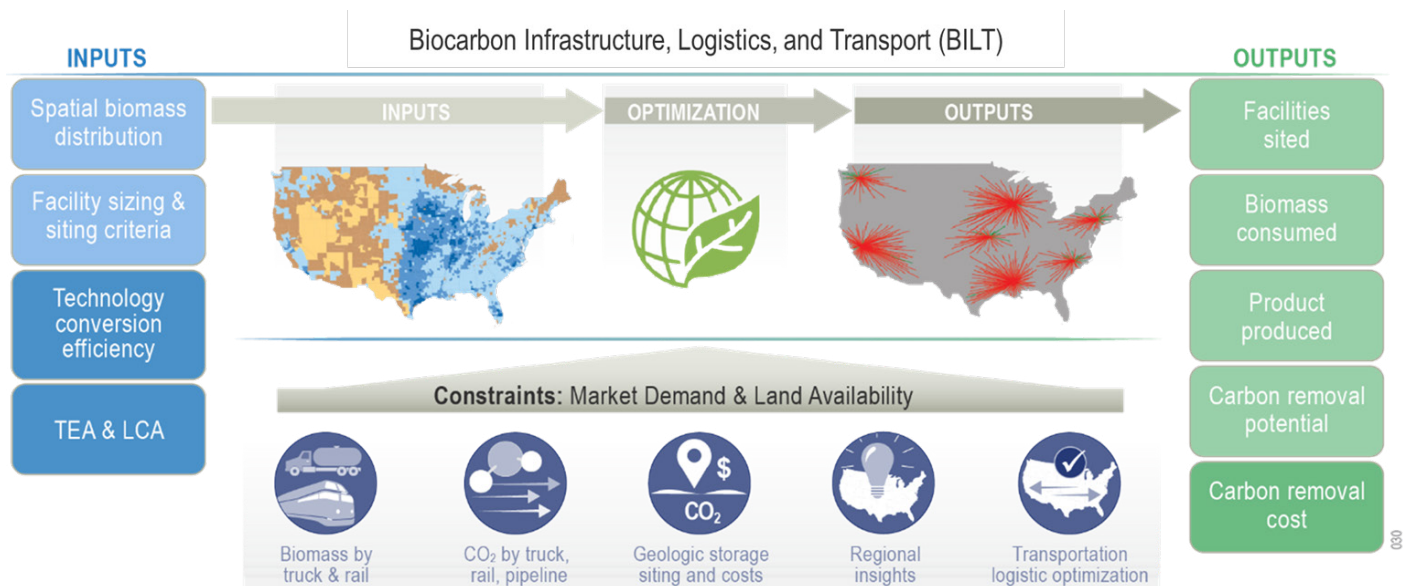 Biocarbon Infrastructure, Logistics, and Transport (BILT)
INPUTS
Spatial biomass
distribution
Facility sizing &
siting criteria
Technology
conversion
efficiency
TEA & LCA
INPUTS
OPTIMIZATION
OUTPUTS
Constraints: Market Demand & Land Availability
$
CO₂
Biomass by
truck & rail
CO₂ by truck,
rail, pipeline
Geologic storage
siting and costs
Regional
insights
Transportation
logistic optimization
OUTPUTS
Facilities
sited
Biomass
consumed
Product
produced
Carbon removal
potential
Carbon removal
cost
030